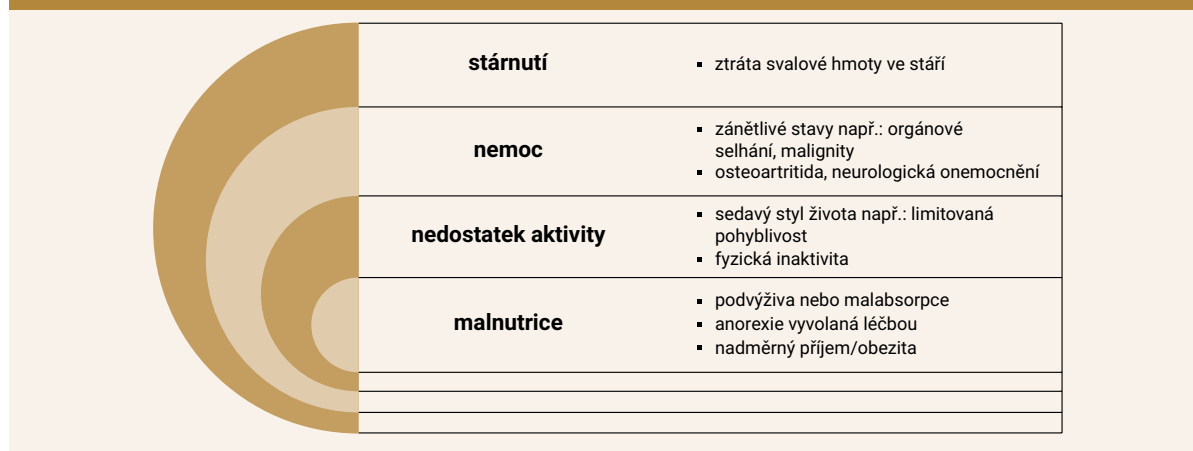 stárnutí
▪ ztráta svalové hmoty ve stáří
nemoc
▪ zánětlivé stavy např.: orgánové
selhání, malignity
▪ osteoartritida, neurologická onemocnění
nedostatek aktivity
▪ sedavý styl života např.: limitovaná
pohyblivost
▪ fyzická inaktivita
malnutrice
▪ podvýživa nebo malabsorpce
▪ anorexie vyvolaná léčbou
▪ nadměrný příjem/obezita